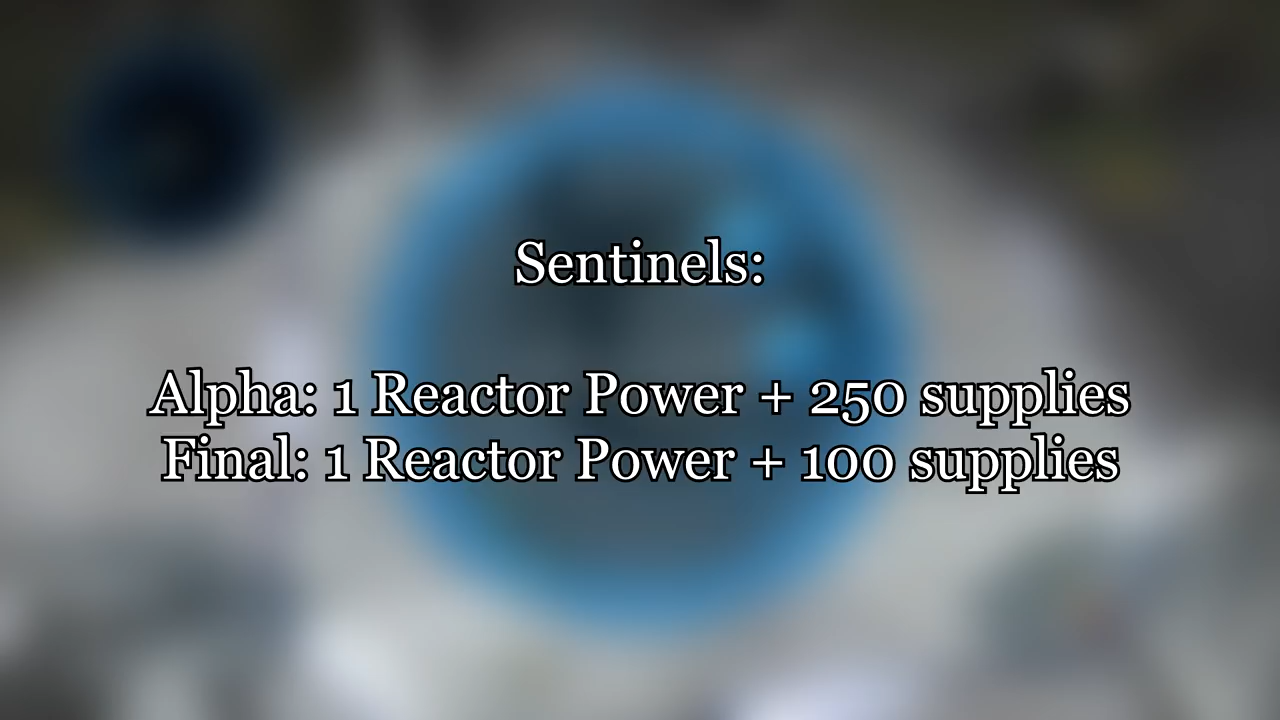 Sentinels:
Alpha: 1 Reactor Power + 250 supplies
Final: 1 Reactor Power + 100 supplies